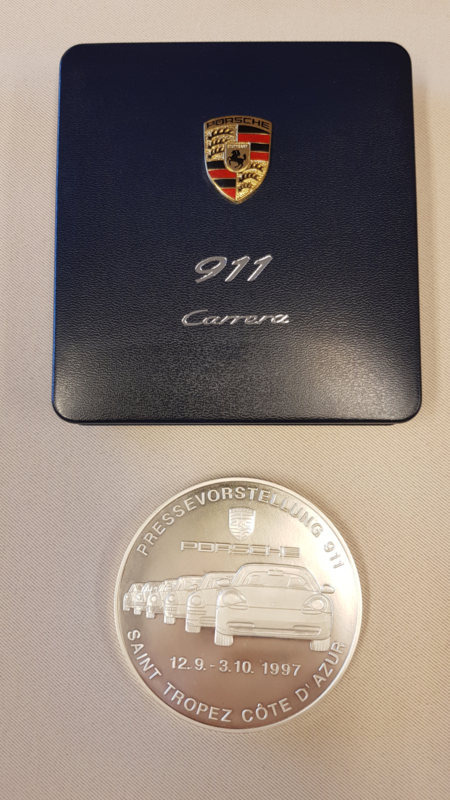 PORSCHE
911
Carrera
PRESSEVORSTELLUNG 911
PORSCHE
12.9.-3.10. 1997
SAINT TROPEZ CÔTE D'AZUR